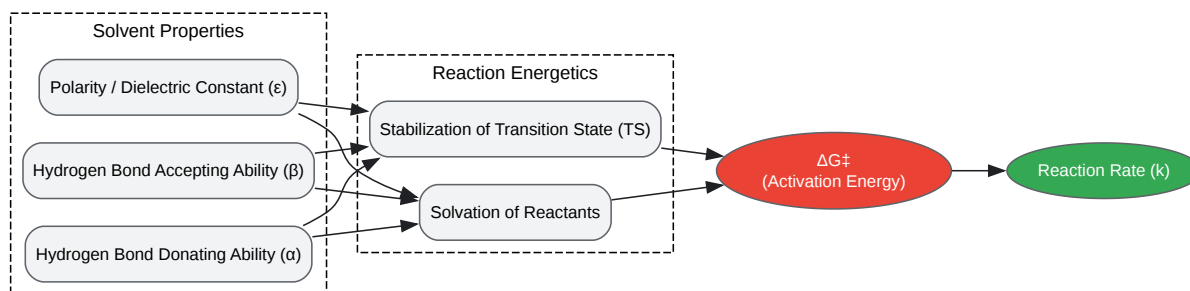 Solvent Properties
Polarity / Dielectric Constant (ε)
Hydrogen Bond Accepting Ability (β)
Hydrogen Bond Donating Ability (α)
Reaction Energetics
Stabilization of Transition State (TS)
Solvation of Reactants
ΔG‡
(Activation Energy)
Reaction Rate (k)